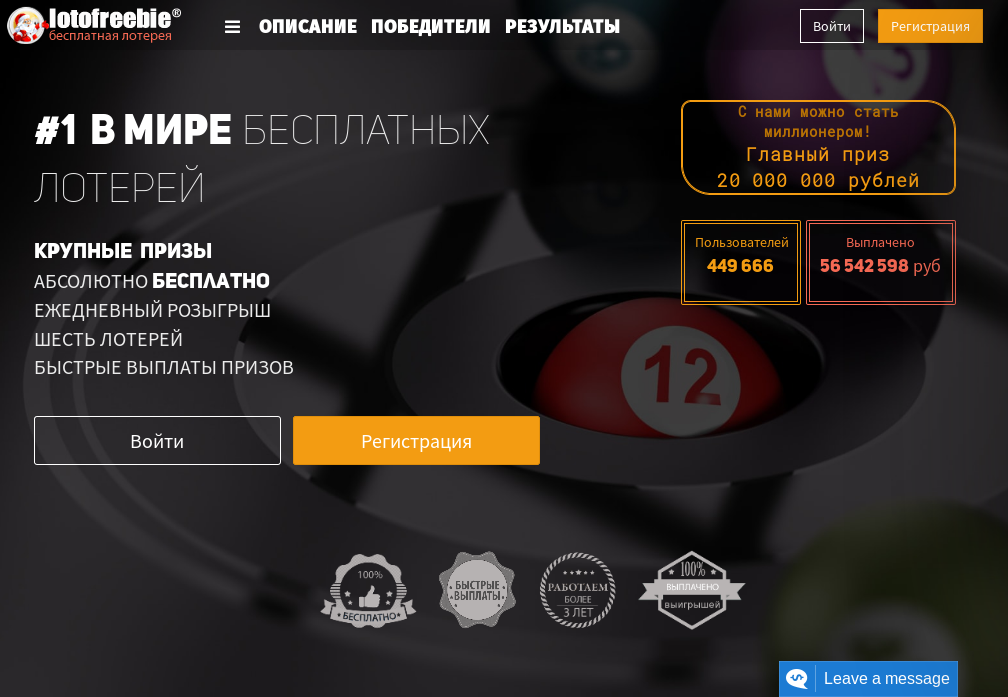 lotofreebie®
бесплатная лотерея
ОПИСАНИЕ ПОБЕДИТЕЛИ РЕЗУЛЬТАТЫ
Войти
Регистрация
#1 В МИРЕ БЕСПЛАТНЫХ
ЛОТЕРЕЙ
КРУПНЫЕ ПРИЗЫ
АБСОЛЮТНО БЕСПЛАТНО
ЕЖЕДНЕВНЫЙ РОЗЫГРЫШ
ШЕСТЬ ЛОТЕРЕЙ
БЫСТРЫЕ ВЫПЛАТЫ ПРИЗОВ
Войти
Регистрация
С нами можно стать
миллионером!
Главный приз
20 000 000 рублей
Пользователей
449 666
Выплачено
56 542 598 руб
12
100%
БЕСПЛАТНО
БЫСТРЫЕ
ВЫПЛАТЫ
РАБОТАЕМ
БОЛЕЕ
3 ЛЕТ
100%
ВЫПЛАЧЕНО
выигрышей
Leave a message